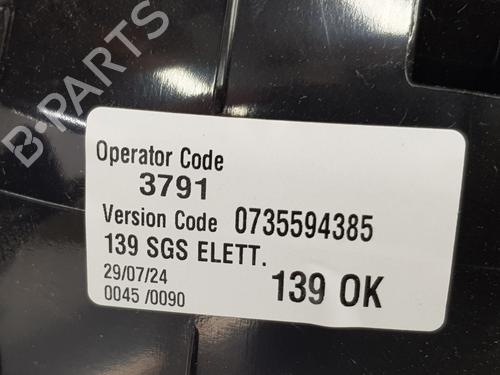 B-PARTS
Operator Code
3791
Version Code 0735594385
139 SGS ELETT.
29/07/24
139 OK
0045 /0090